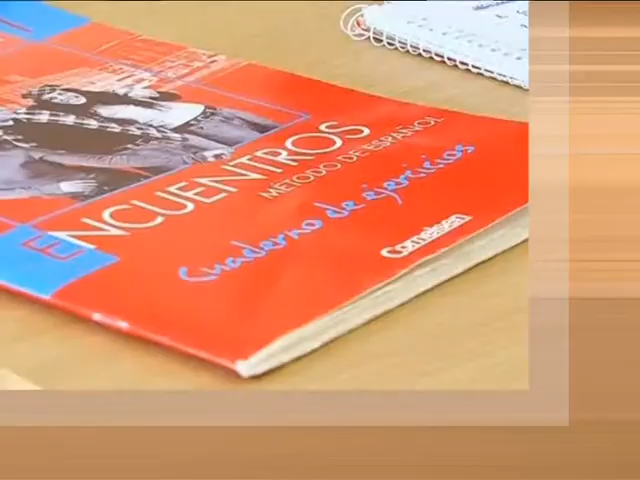 ENCUENTROS
MÉTODO DE ESPAÑOL
Cuaderno de ejercicios
Cornelsen